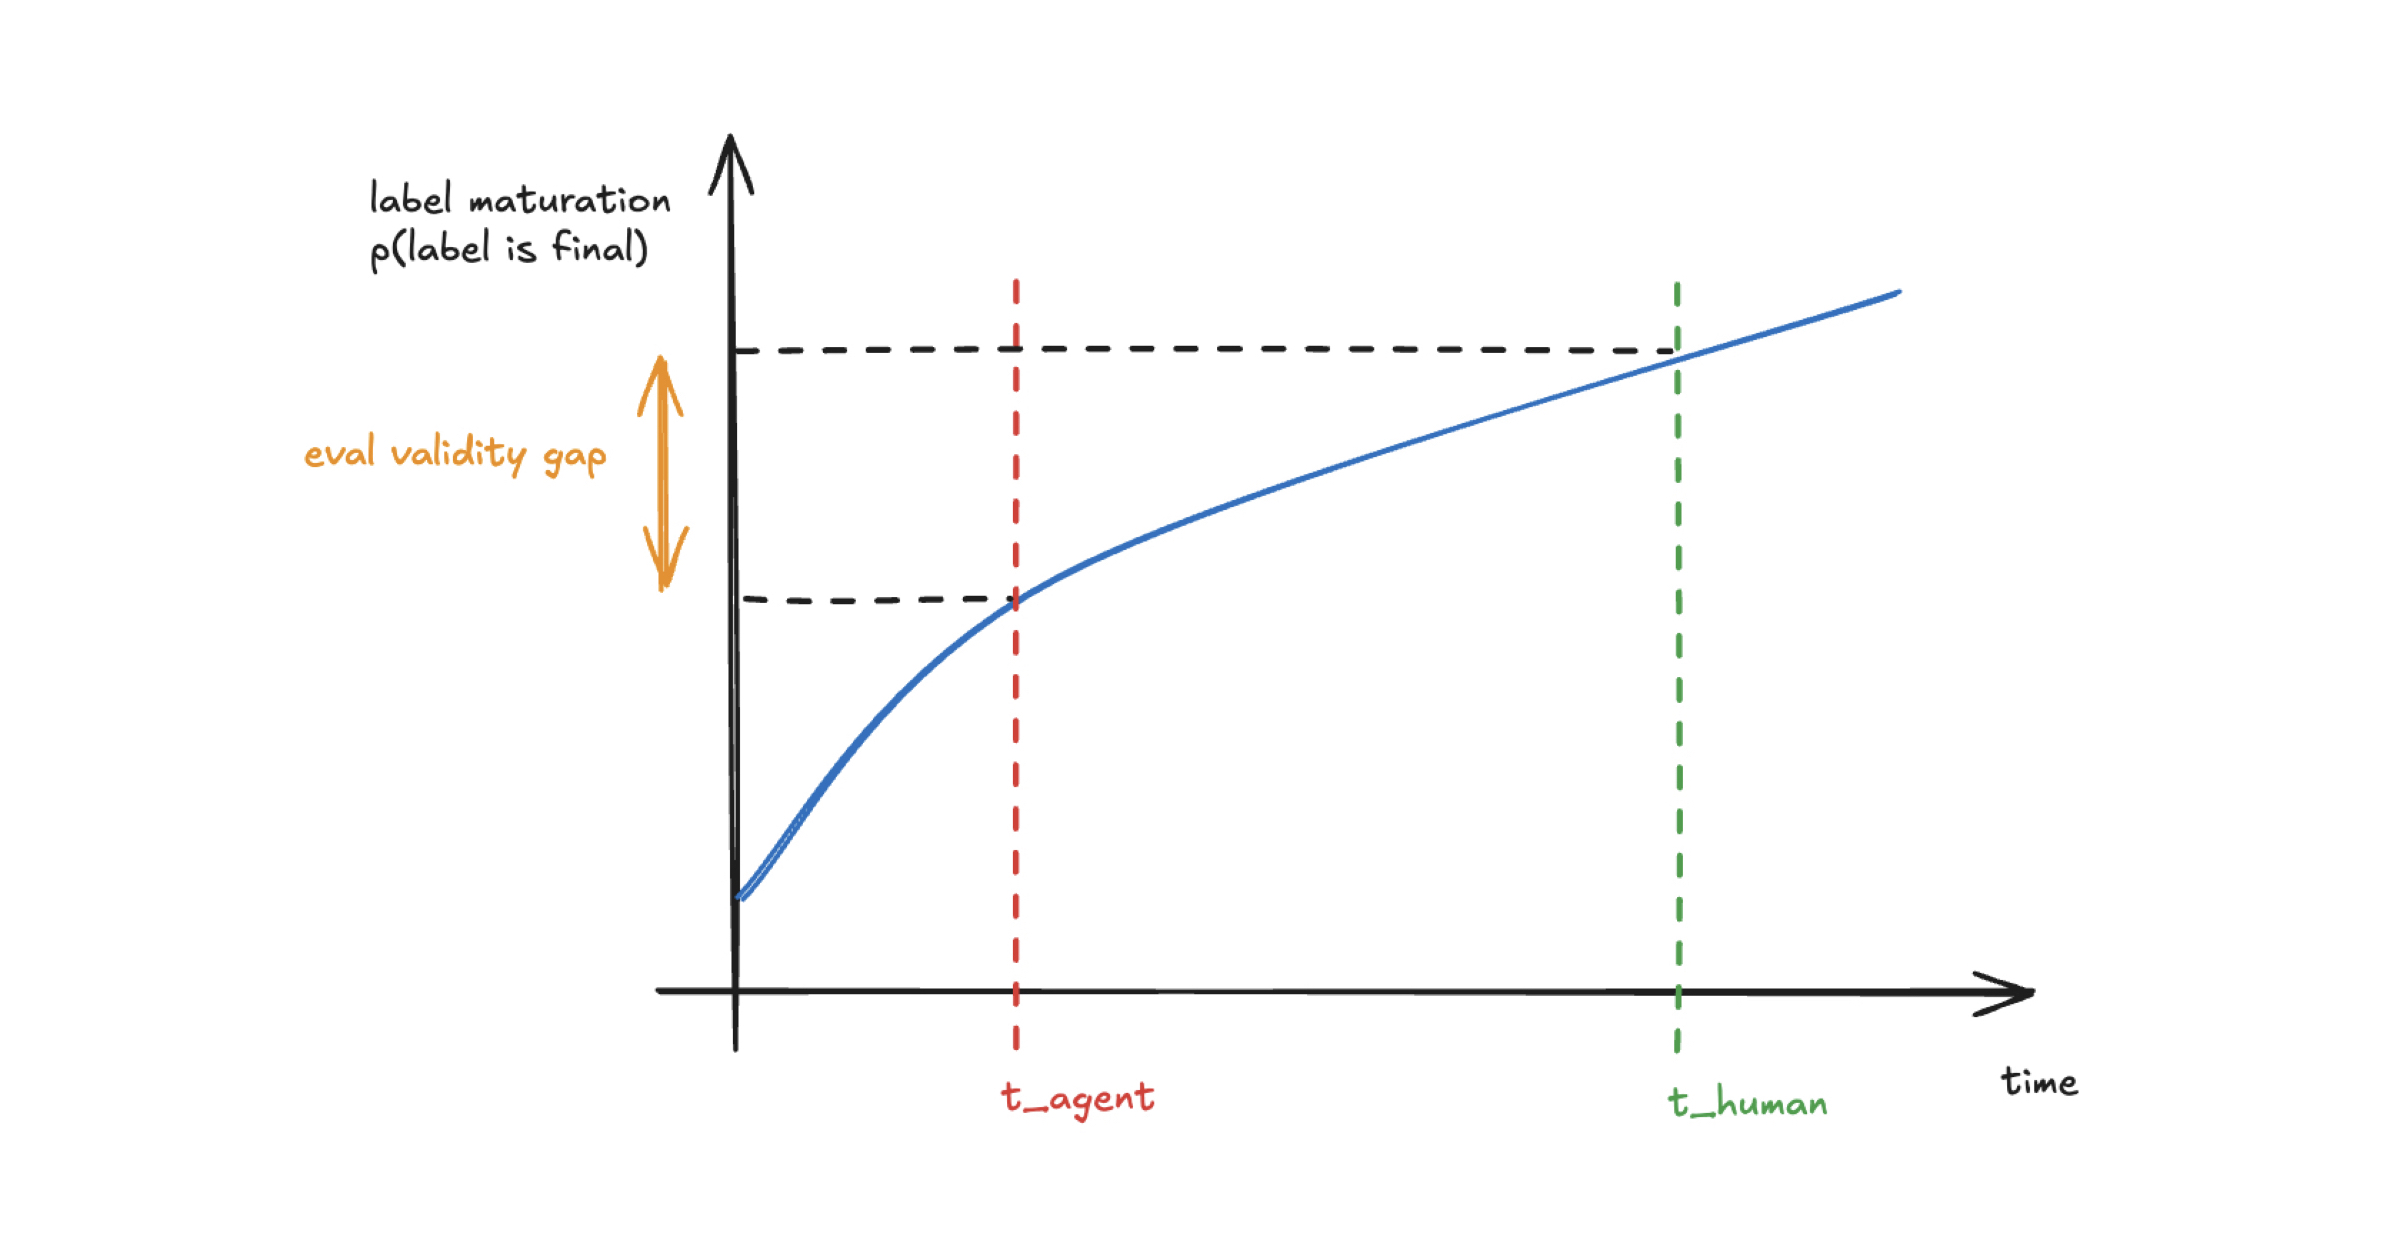 label maturation
p(label is final)
eval validity gap
t_agent
t_human
time